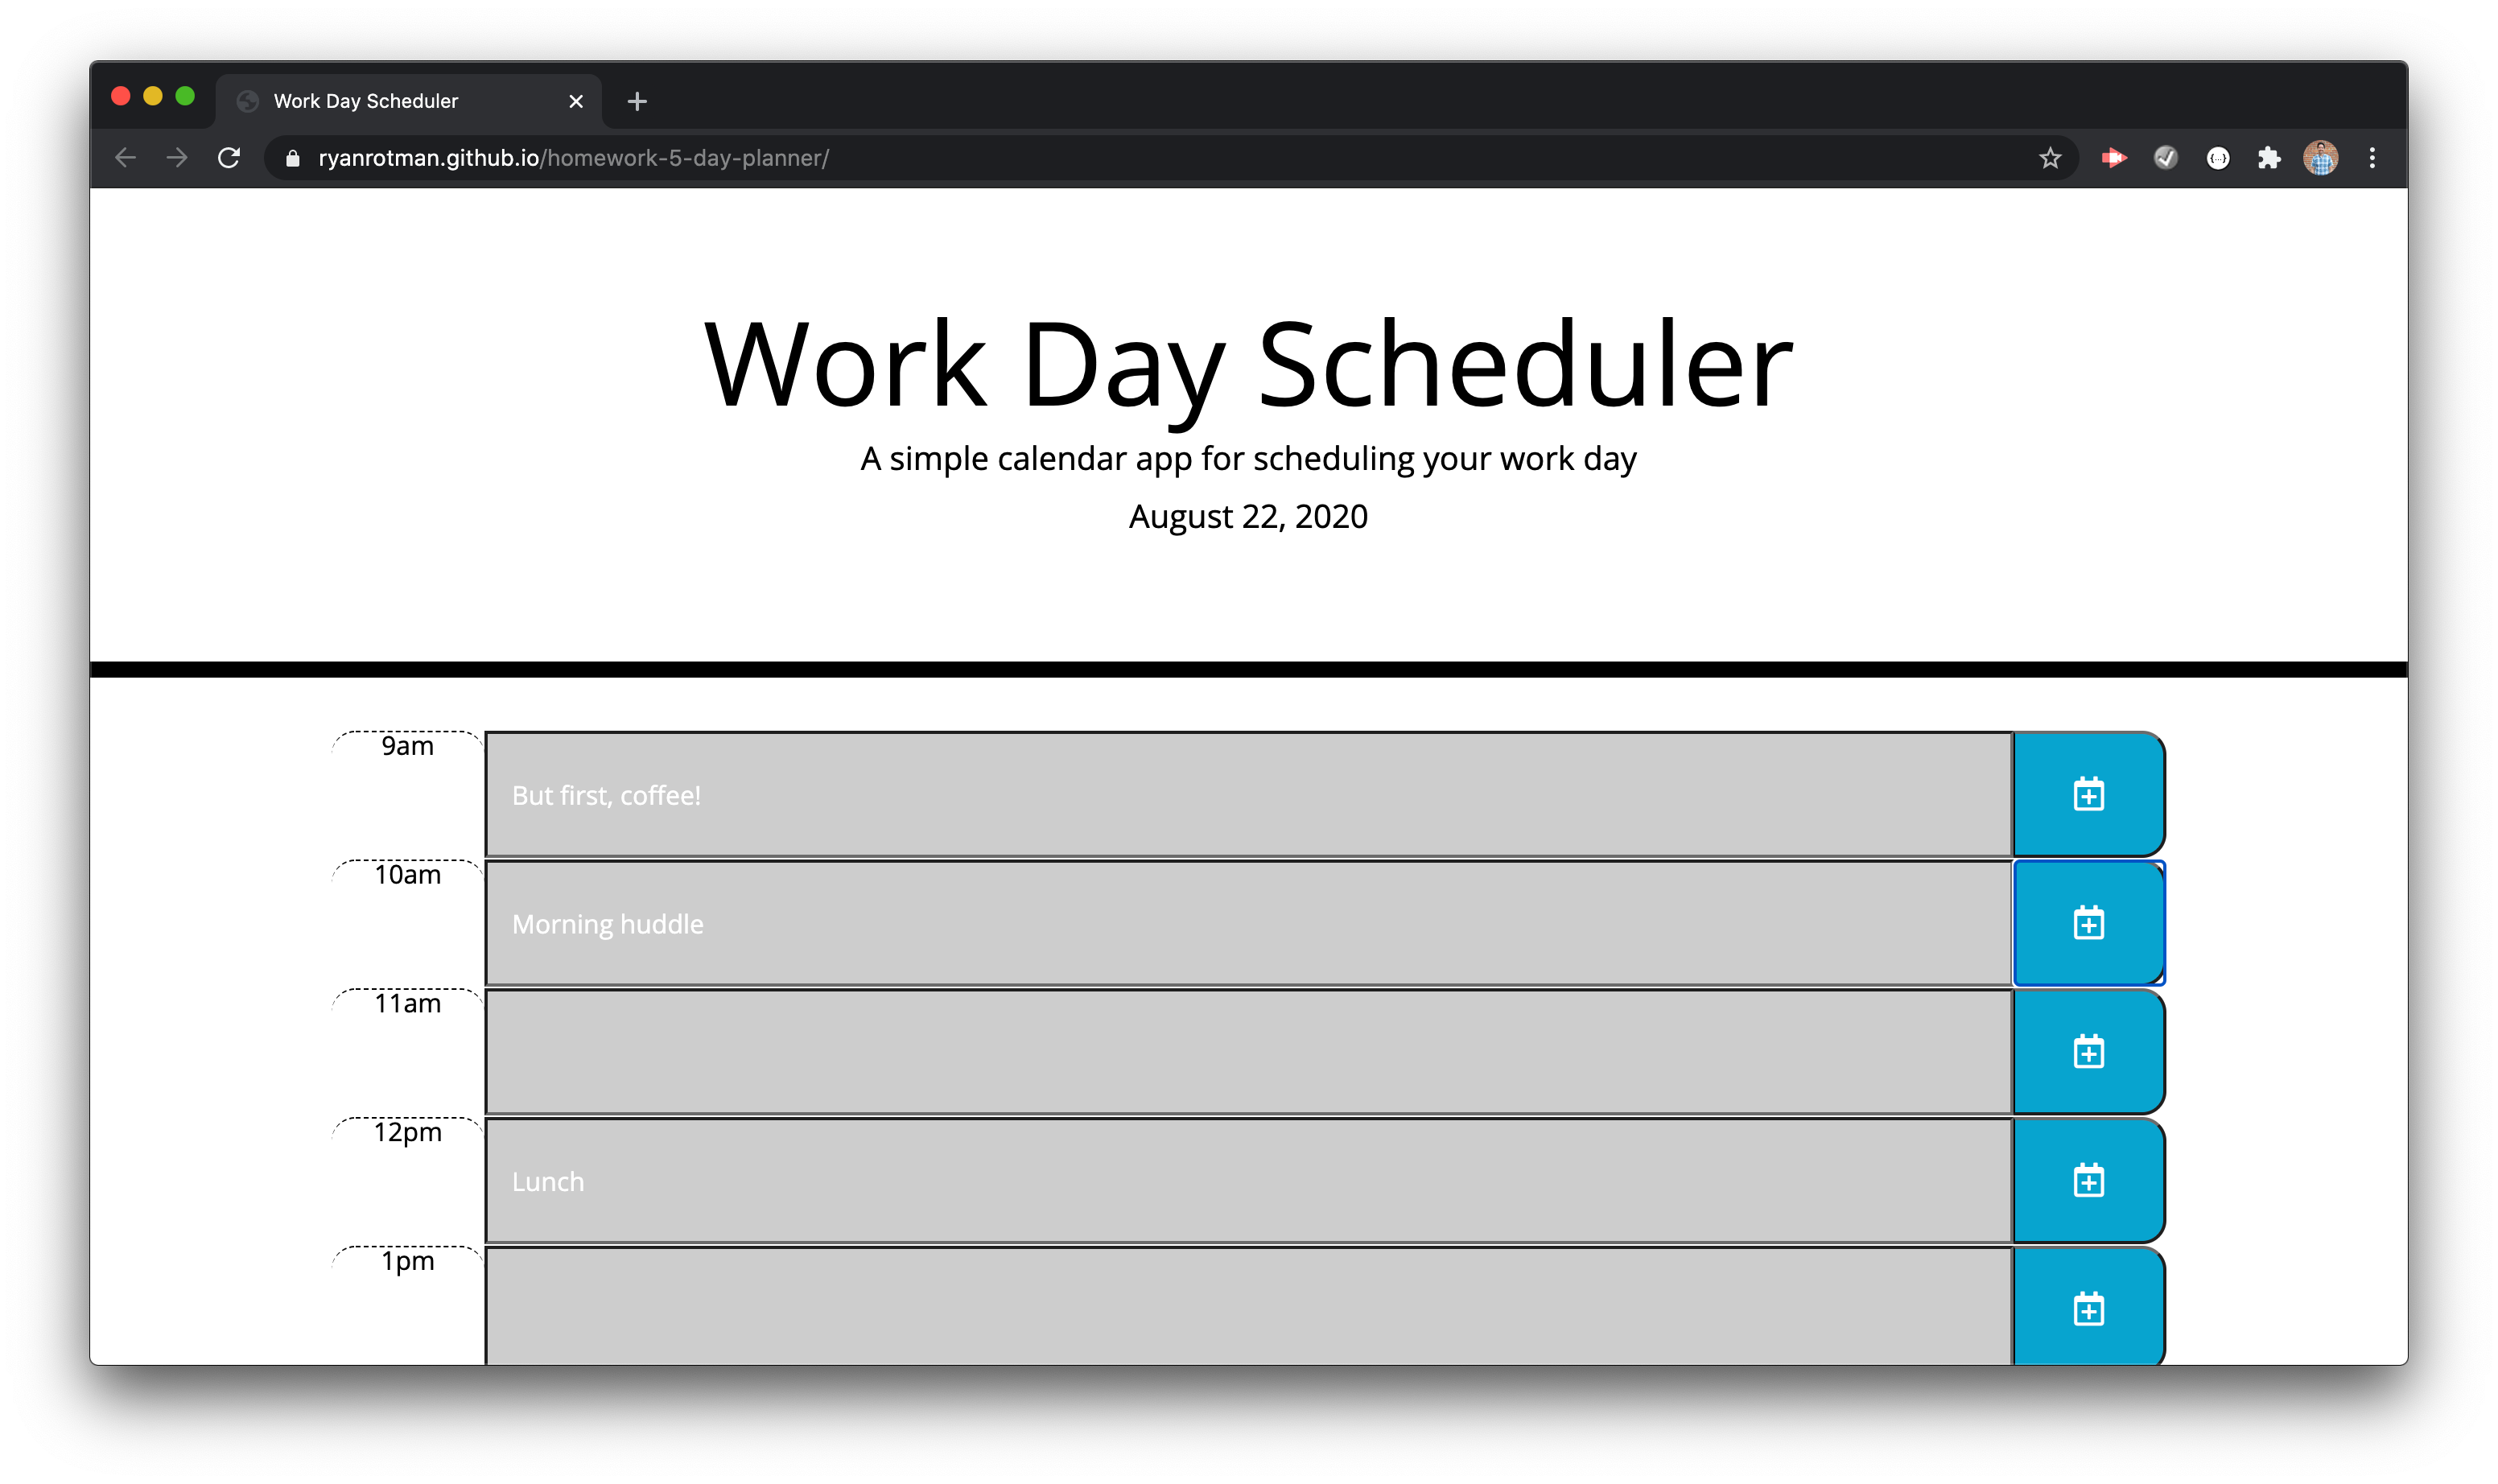 Work Day Scheduler
ryanrotman.github.io/homework-5-day-planner/
Work Day Scheduler
A simple calendar app for scheduling your work day
August 22, 2020
9am
But first, coffee!
10am
Morning huddle
11am
12pm
Lunch
1pm